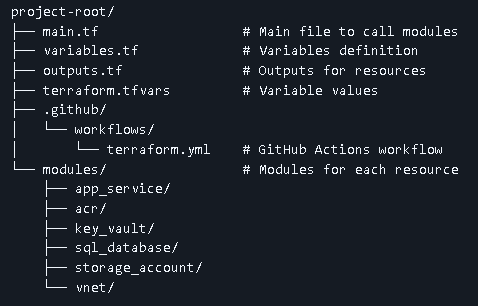 project-root/
├── main.tf                 # Main file to call modules
├── variables.tf            # Variables definition
├── outputs.tf              # Outputs for resources
├── terraform.tfvars        # Variable values
├── .github/
│   └── workflows/
│       └── terraform.yml   # GitHub Actions workflow
└── modules/                # Modules for each resource
    ├── app_service/
    ├── acr/
    ├── key_vault/
    ├── sql_database/
    ├── storage_account/
    └── vnet/